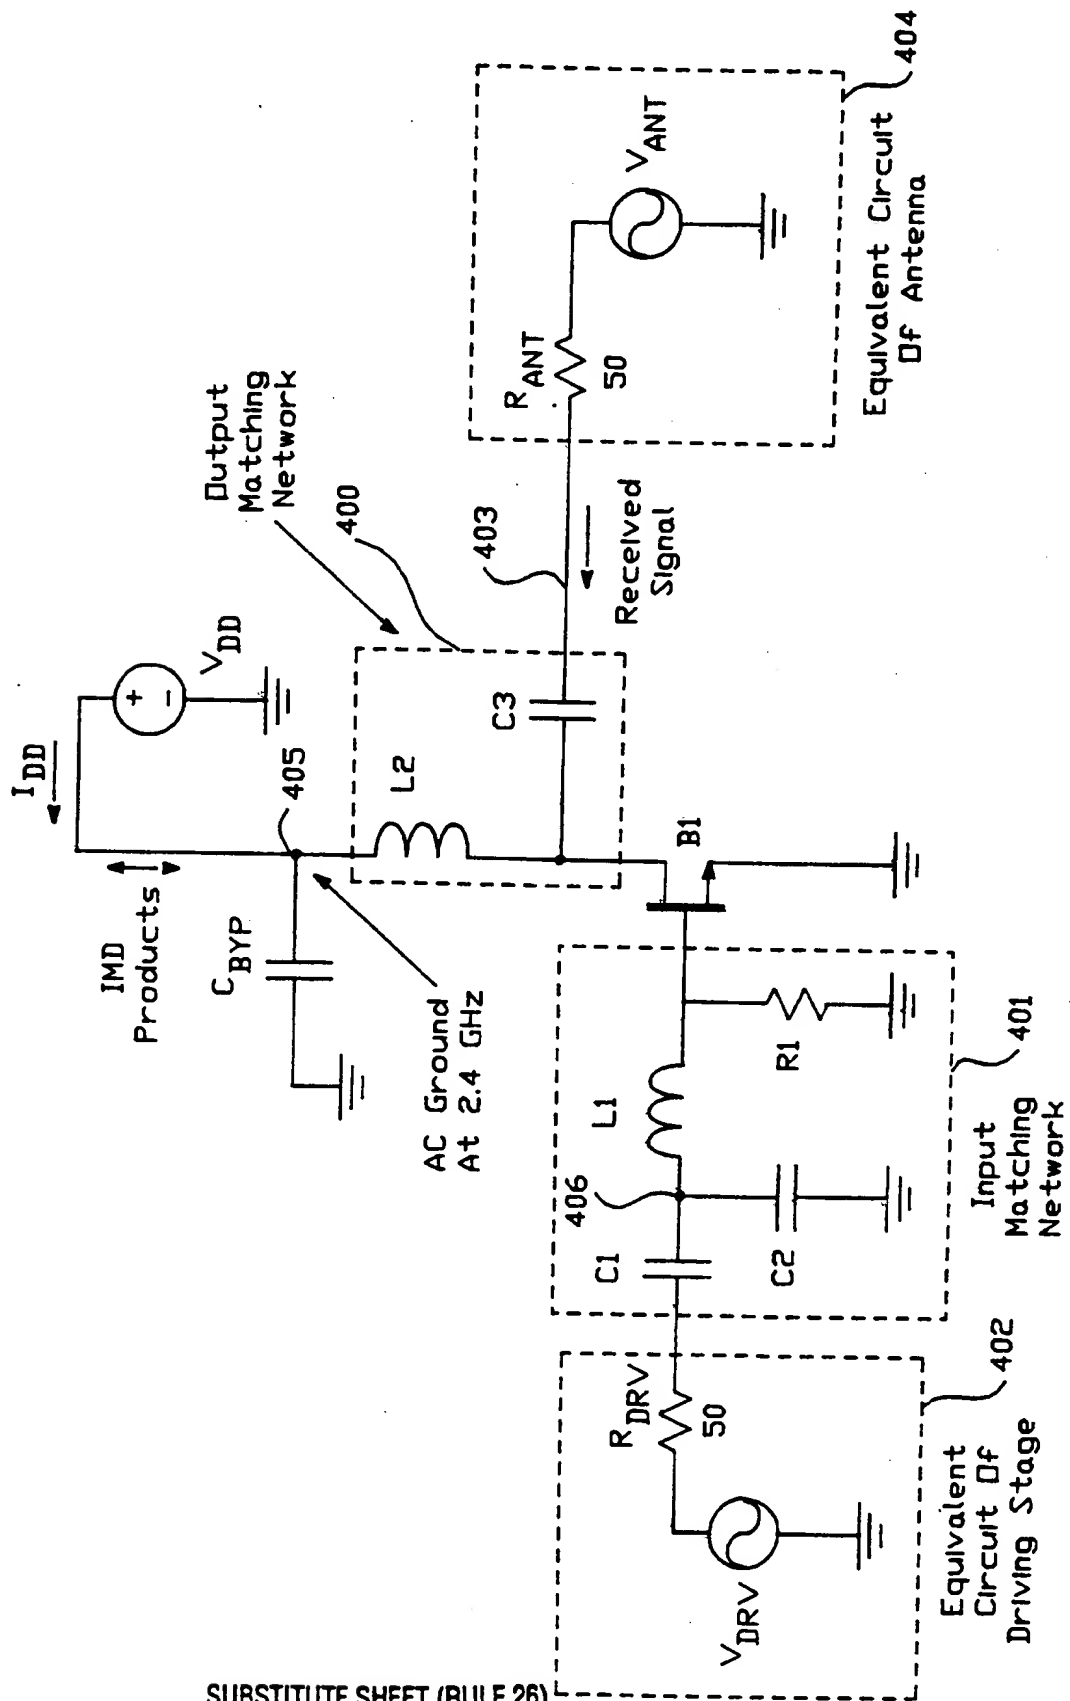 I_DD
V_DD
IMD
Products
405
C_BYP
AC Ground
At 2.4 GHz
L2
C3
Output
Matching
Network
400
403
Received
Signal
R_ANT
50
V_ANT
404
Equivalent Circuit
Of Antenna
B1
406
L1
C1
C2
R1
401
Input
Matching
Network
R_DRV
50
V_DRV
402
Equivalent
Circuit Of
Driving Stage
SUBSTITUTE SHEET (RULE 26)